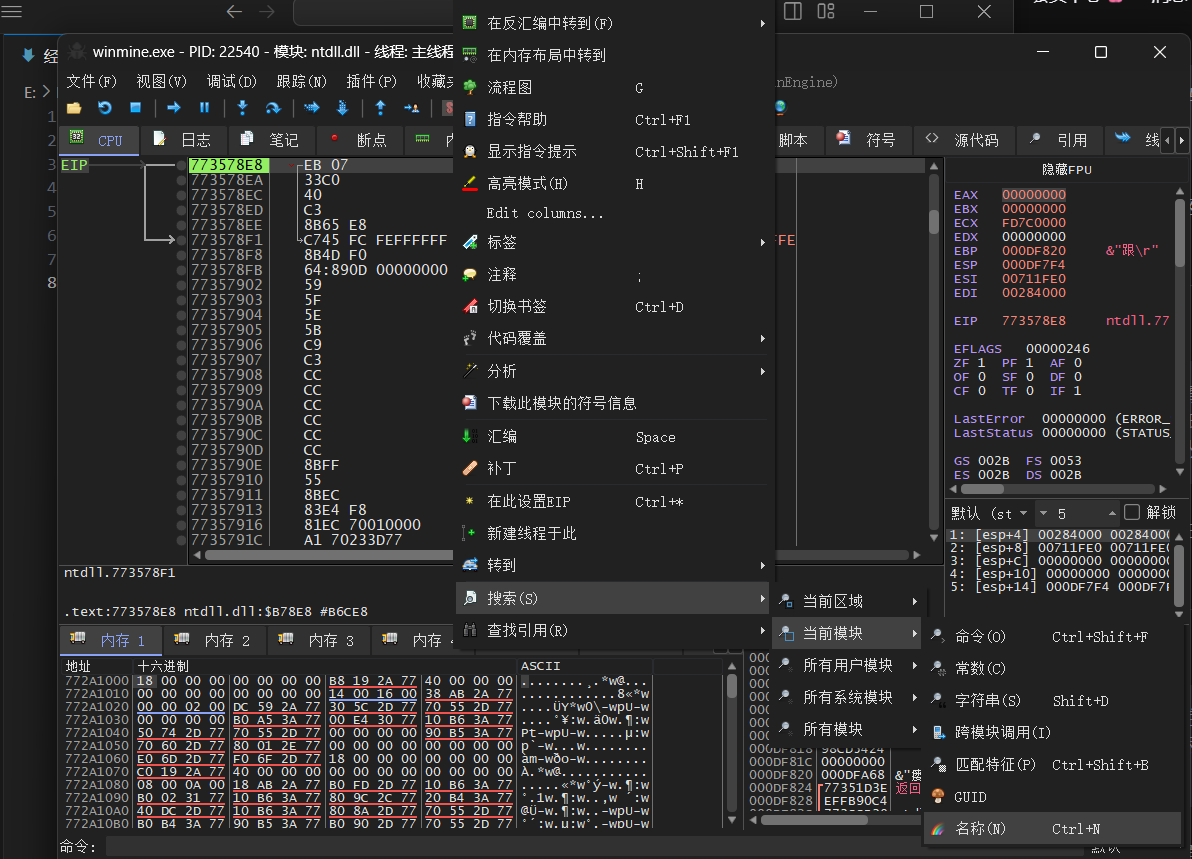 winmine.exe - PID: 22540 - 模块: ntdll.dll - 线程: 主线程
文件(F) 视图(V) 调试(D) 跟踪(N) 插件(P) 收藏夹
nEngine)
E:
CPU 日志 笔记 断点
脚本 符号 源代码 引用 线
1
2
3
4
5
6
7
8
EIP
773578E8 EB 07
773578EA 33C0
773578EC 40
773578ED C3
773578EE 8B65 E8
773578F1 C745 FC FEFFFFFF
773578F8 8B4D F0
773578FB 64:890D 00000000
77357902 59
77357903 5F
77357904 5E
77357905 5B
77357906 C9
77357907 C3
77357908 CC
77357909 CC
7735790A CC
7735790B CC
7735790C CC
7735790D CC
7735790E 8BFF
77357910 55
77357911 8BEC
77357913 83E4 F8
77357916 81EC 70010000
7735791C A1 70233D77
FFE
ntdll.773578F1
.text:773578E8 ntdll.dll:$B78E8 #B6CE8
在反汇编中转到(F)
在内存布局中转到
流程图 G
指令帮助 Ctrl+F1
显示指令提示 Ctrl+Shift+F1
高亮模式(H) H
Edit columns...
标签
注释 ;
切换书签 Ctrl+D
代码覆盖
分析
下载此模块的符号信息
汇编 Space
补丁 Ctrl+P
在此设置EIP Ctrl+*
新建线程于此
转到
搜索(S)
查找引用(R)
当前区域
当前模块
所有用户模块
所有系统模块
所有模块
命令(O) Ctrl+Shift+F
常数(C)
字符串(S) Shift+D
跨模块调用(I)
匹配特征(P) Ctrl+Shift+B
GUID
名称(N) Ctrl+N
隐藏FPU
EAX 00000000
EBX 00000000
ECX FD7C0000
EDX 00000000
EBP 000DF820 &"跟\r"
ESP 000DF7F4
ESI 00711FE0
EDI 00284000
EIP 773578E8 ntdll.77
EFLAGS 00000246
ZF 1 PF 1 AF 0
OF 0 SF 0 DF 0
CF 0 TF 0 IF 1
LastError 00000000 (ERROR_
LastStatus 00000000 (STATUS_
GS 002B FS 0053
ES 002B DS 002B
默认 (st 5 解锁
1: [esp+4] 00284000 00284000
2: [esp+8] 00711FE0 00711FE0
3: [esp+C] 00000000 00000000
4: [esp+10] 00000000 000000
5: [esp+14] 000DF7F4 000DF7F
内存 1 内存 2 内存 3 内存
地址 十六进制 ASCII
772A1000 18 00 00 00 00 00 00 00 B8 19 2A 77 40 00 00 00
772A1010 00 00 00 00 00 00 00 00 14 00 16 00 38 AB 2A 77
772A1020 00 00 02 00 DC 59 2A 77 30 5C 2D 77 70 55 2D 77
772A1030 00 00 00 00 B0 A5 3A 77 00 E4 30 77 10 B6 3A 77
772A1040 50 74 2D 77 70 55 2D 77 00 00 00 00 90 B5 3A 77
772A1050 70 60 2D 77 80 01 2E 77 00 00 00 00 00 00 00 00
772A1060 E0 6D 2D 77 F0 6F 2D 77 18 00 00 00 00 00 00 00
772A1070 C0 19 2A 77 40 00 00 00 00 00 00 00 00 00 00 00
772A1080 08 00 0A 00 18 AB 2A 77 B0 FD 2D 77 10 B6 3A 77
772A1090 B0 02 31 77 10 B6 3A 77 80 9C 2C 77 20 B4 3A 77
772A10A0 40 DC 2D 77 10 B6 3A 77 80 8A 2D 77 70 55 2D 77
772A10B0 B0 B4 3A 77 90 B5 3A 77 B0 90 2D 77 70 55 2D 77
000DF818 98CD5424
000DF81C 00000000
000DF820 000DFA68
000DF824 77351D3E 返回
000DF828 EFFB90C4
命令:
默认